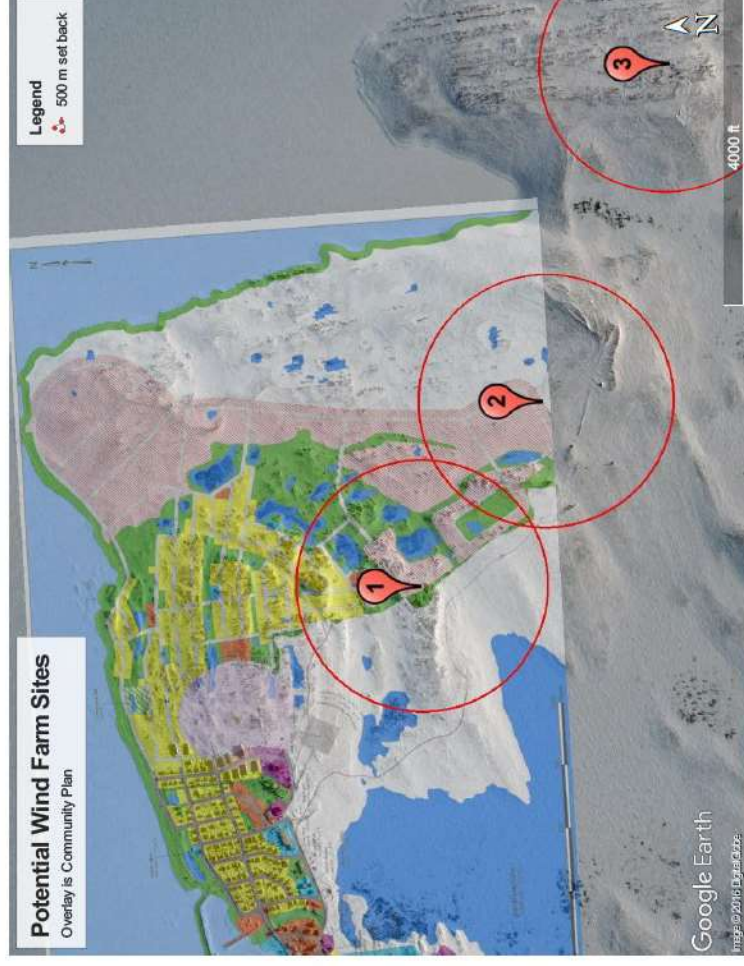 Potential Wind Farm Sites
Overlay is Community Plan
Legend
500 m set back
N
N
1
2
3
4000 ft
Google Earth
Image © 2016 DigitalGlobe